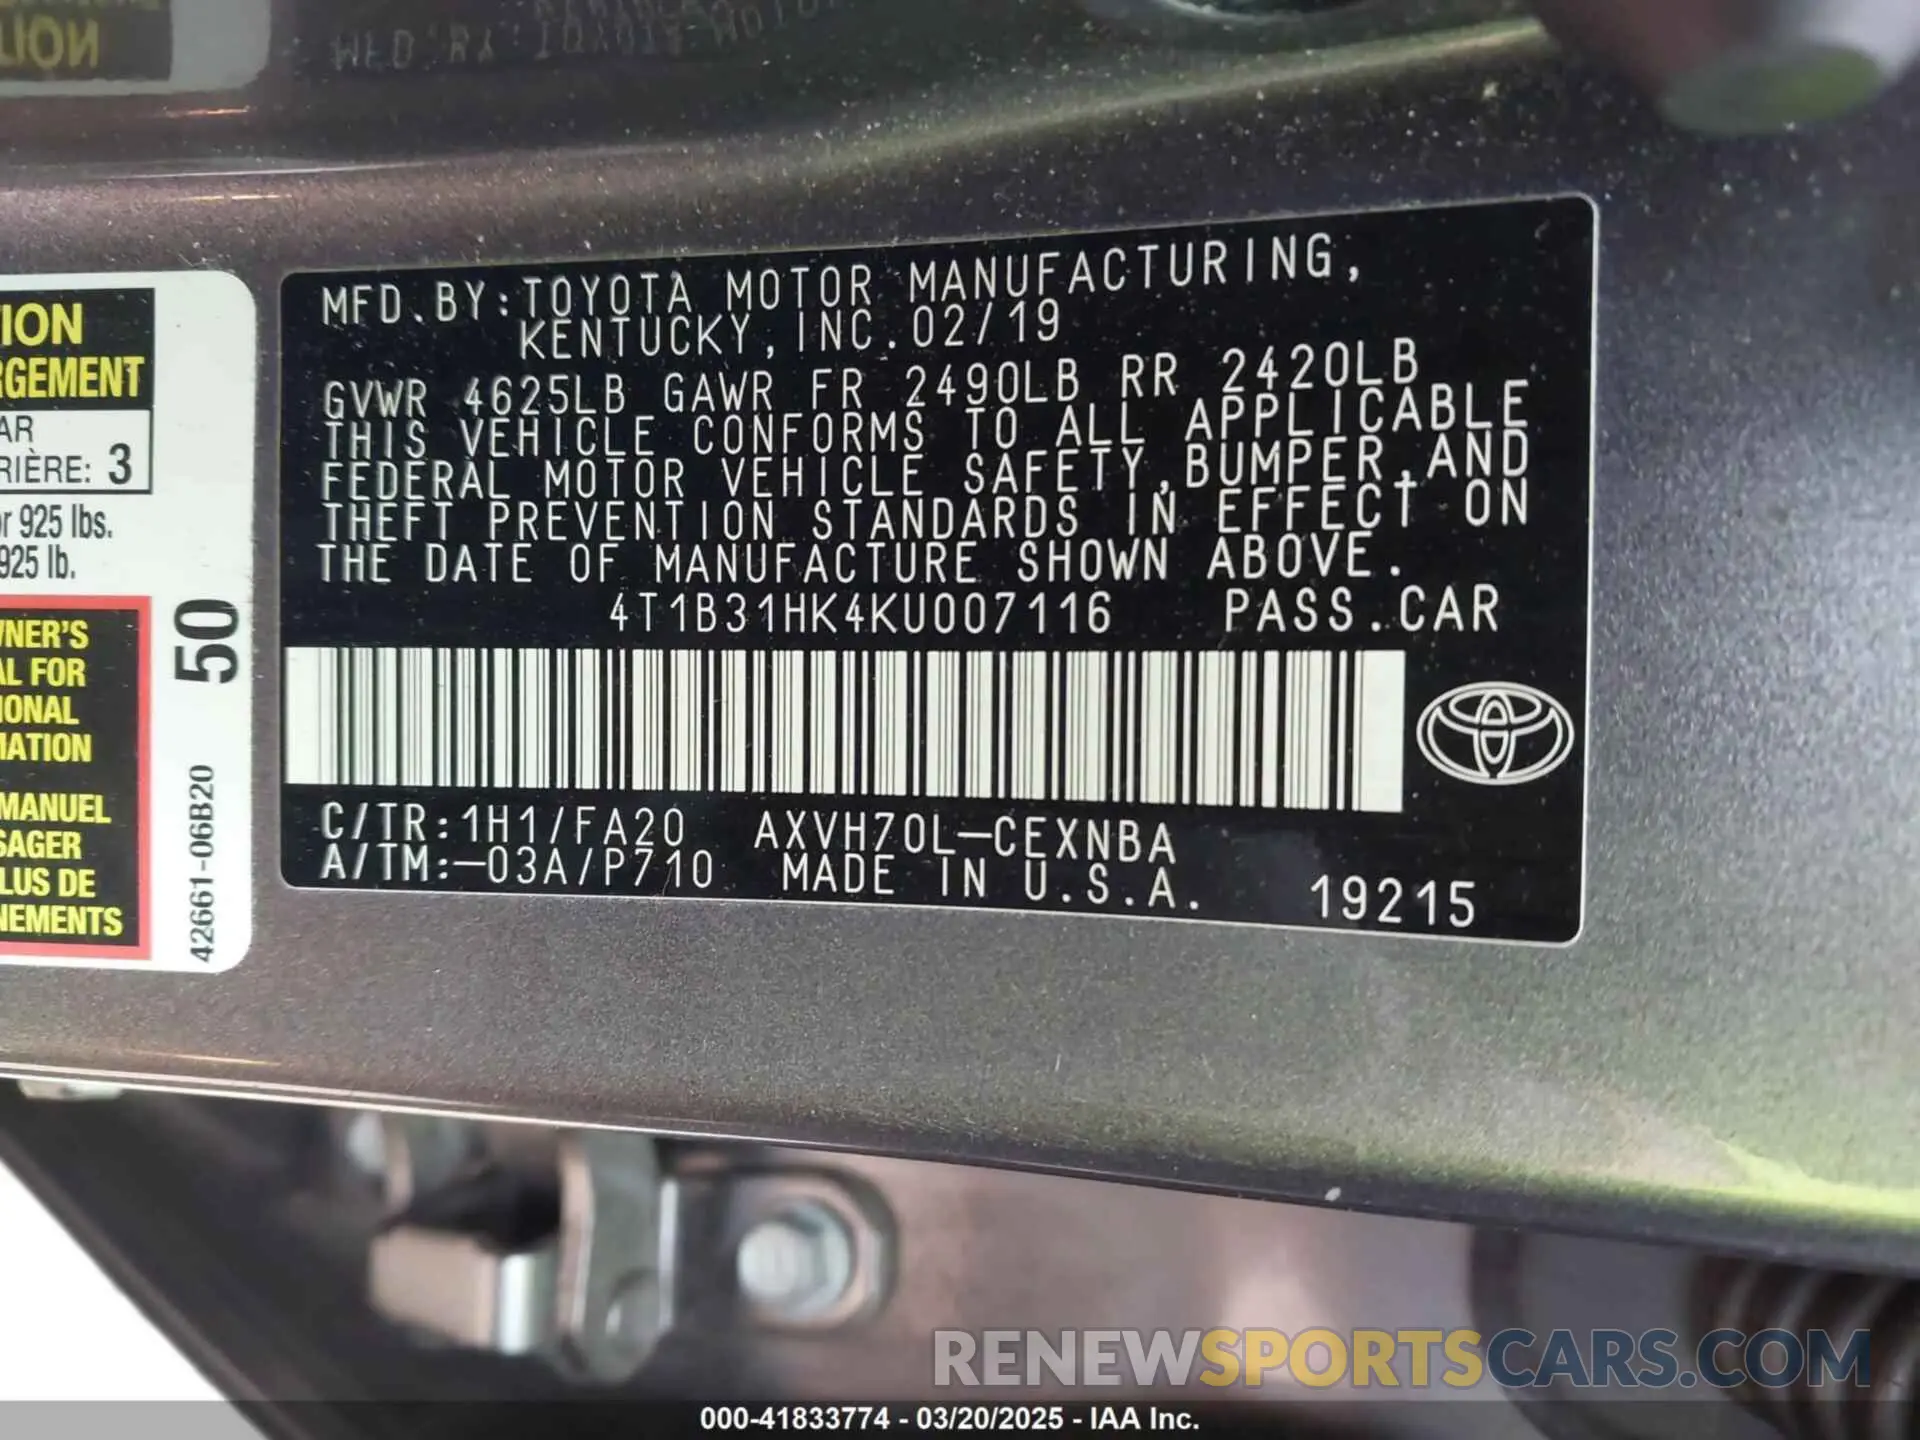 MFD.BY:TOYOTA MOTOR MANUFACTURING,
KENTUCKY, INC.02/19
GVWR 4625LB GAWR FR 2490LB RR 2420LB
THIS VEHICLE CONFORMS TO ALL APPLICABLE
FEDERAL MOTOR VEHICLE SAFETY,BUMPER,AND
THEFT PREVENTION STANDARDS IN EFFECT ON
THE DATE OF MANUFACTURE SHOWN ABOVE.
4T1B31HK4KU007116 PASS.CAR
C/TR:1H1/FA20 AXVH70L-CEXNBA
A/TM:-03A/P710 MADE IN U.S.A. 19215
TION
RGEMENT
AR
RIÈRE: 3
or 925 lbs.
925 lb.
WNER'S
AL FOR
IONAL
MATION
MANUEL
SAGER
LUS DE
NEMENTS
50
42661-06B20
RENEWSPORTSCARS.COM
000-41833774 - 03/20/2025 - IAA Inc.